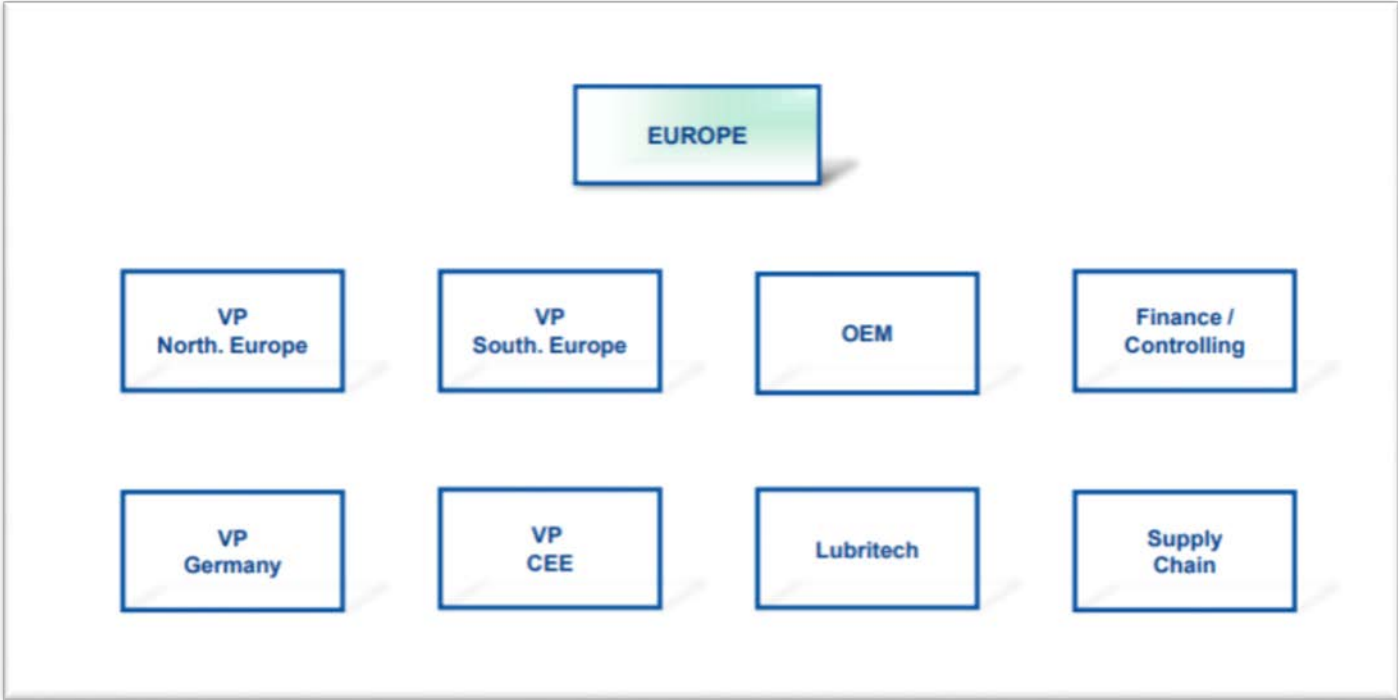 EUROPE
VP
North. Europe
VP
South. Europe
OEM
Finance /
Controlling
VP
Germany
VP
CEE
Lubritech
Supply
Chain